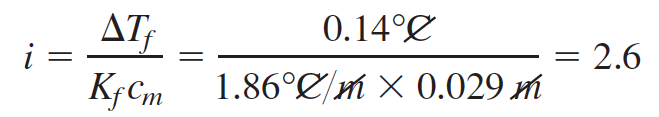 i = ΔT_f / (K_f c_m) = 0.14°C / (1.86°C/m × 0.029 m) = 2.6